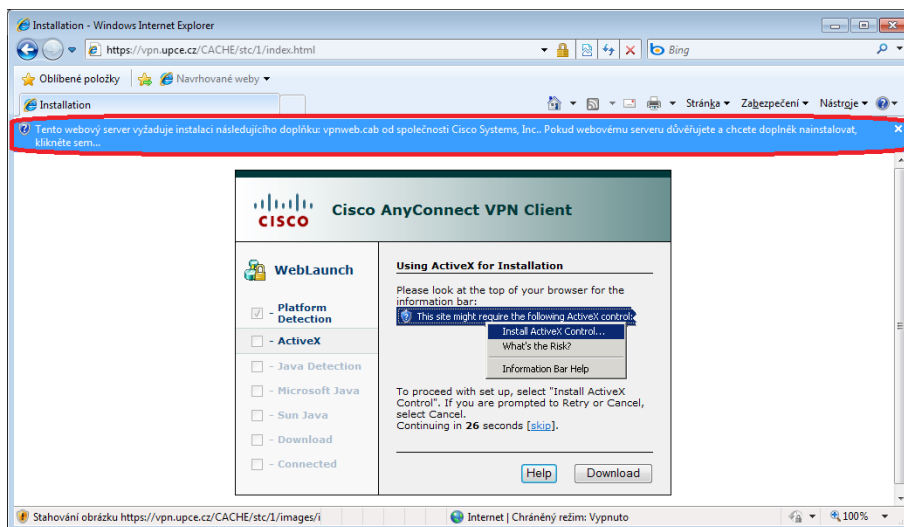 Installation - Windows Internet Explorer
https://vpn.upce.cz/CACHE/stc/1/index.html
Bing
Oblíbené položky
Navrhované weby
Installation
Stránka
Zabezpečení
Nástroje
Tento webový server vyžaduje instalaci následujícího doplňku: vpnweb.cab od společnosti Cisco Systems, Inc.. Pokud webovému serveru důvěřujete a chcete doplněk nainstalovat,
klikněte sem...
CISCO
Cisco AnyConnect VPN Client
WebLaunch
- Platform
Detection
- ActiveX
- Java Detection
- Microsoft Java
- Sun Java
- Download
- Connected
Using ActiveX for Installation
Please look at the top of your browser for the
information bar:
This site might require the following ActiveX control:
Install ActiveX Control...
What's the Risk?
Information Bar Help
To proceed with set up, select "Install ActiveX
Control". If you are prompted to Retry or Cancel,
select Cancel.
Continuing in 26 seconds [skip].
Help
Download
Stahování obrázku https://vpn.upce.cz/CACHE/stc/1/images/i
Internet | Chráněný režim: Vypnuto
100%